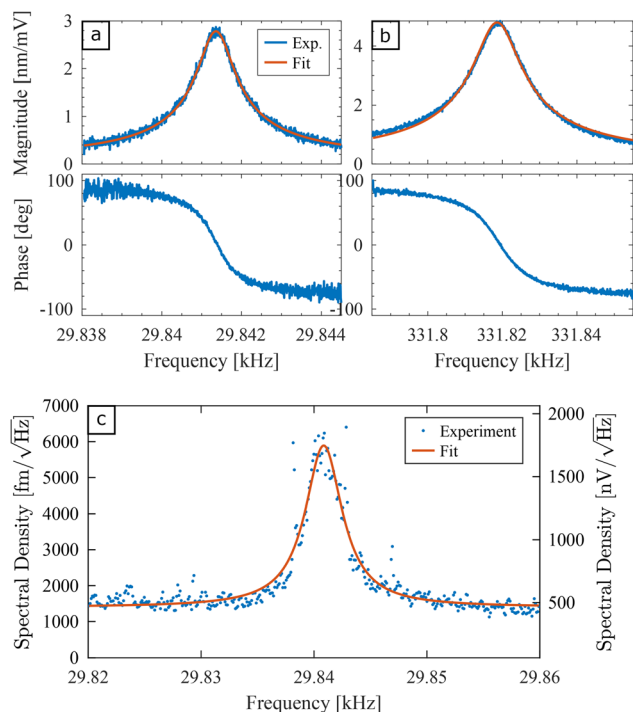 a
b
Exp.
Fit
Magnitude [nm/mV]
3
2
1
0
4
2
0
Phase [deg]
100
0
-100
100
0
-100
29.838 29.84 29.842 29.844
331.8 331.82 331.84
Frequency [kHz]
Frequency [kHz]
c
Experiment
Fit
Spectral Density [fm/√Hz]
7000
6000
5000
4000
3000
2000
1000
0
2000
1500
1000
500
Spectral Density [nV/√Hz]
29.82 29.83 29.84 29.85 29.86
Frequency [kHz]